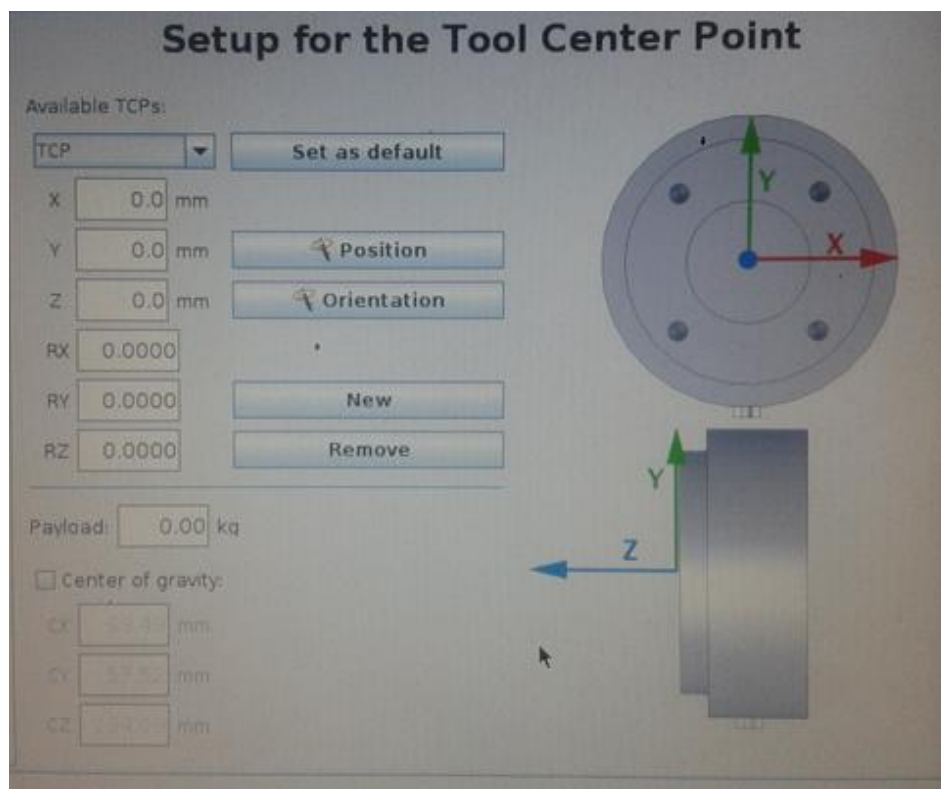 Setup for the Tool Center Point
Available TCPs:
TCP
Set as default
X 0.0 mm
Y 0.0 mm
Position
Z 0.0 mm
Orientation
RX 0.0000
RY 0.0000
New
RZ 0.0000
Remove
Payload: 0.00 kg
Center of gravity:
CX mm
CY mm
CZ mm
Y
X
Y
Z